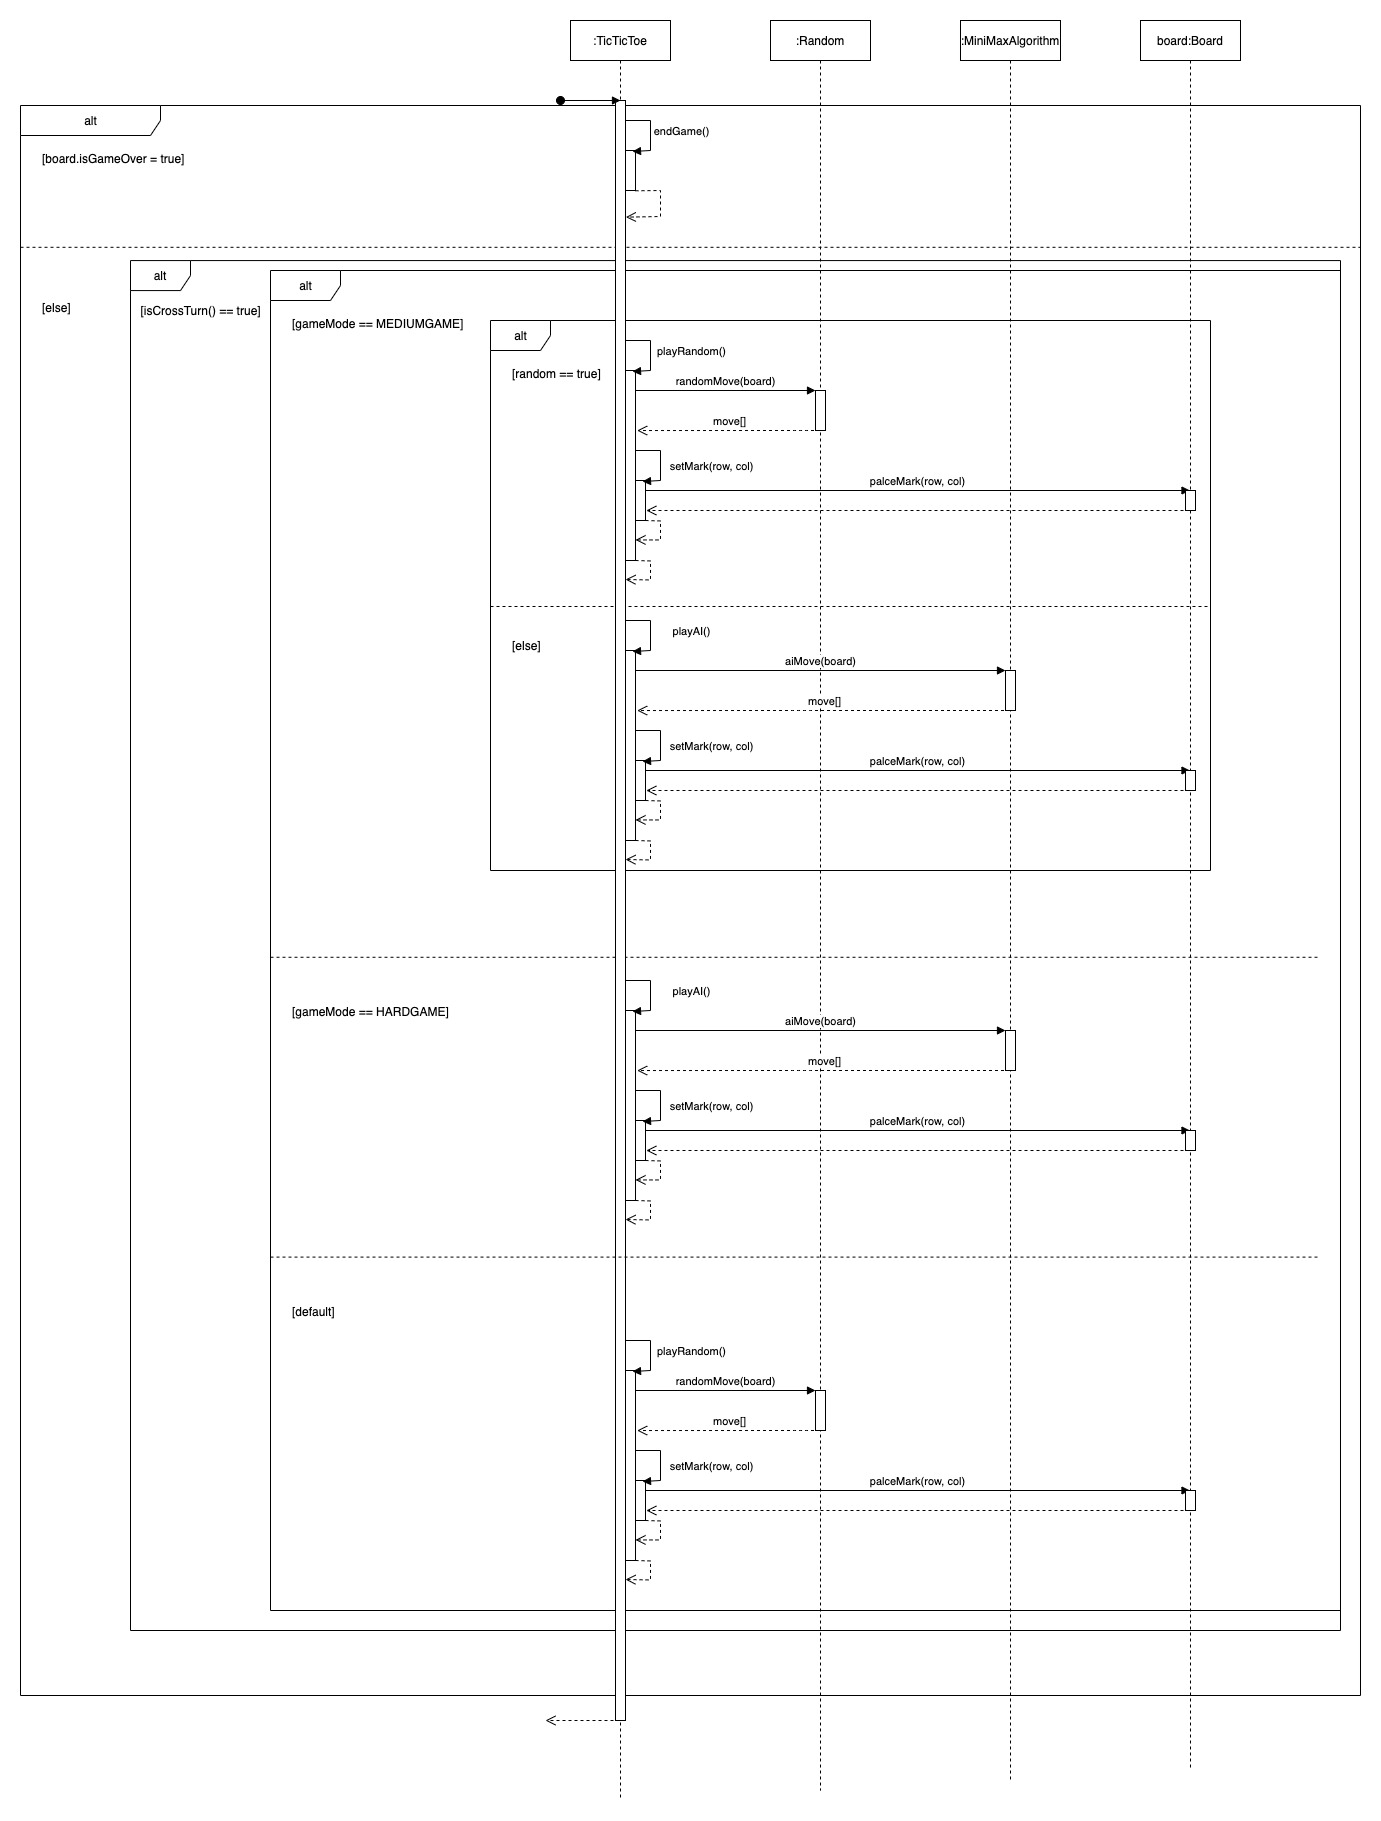 :TicTicToe
:Random
:MiniMaxAlgorithm
board:Board
alt
endGame()
[board.isGameOver = true]
alt
alt
[else]
[isCrossTurn() == true]
[gameMode == MEDIUMGAME]
alt
playRandom()
[random == true]
randomMove(board)
move[]
setMark(row, col)
palceMark(row, col)
playAI()
[else]
aiMove(board)
move[]
setMark(row, col)
palceMark(row, col)
playAI()
[gameMode == HARDGAME]
aiMove(board)
move[]
setMark(row, col)
palceMark(row, col)
[default]
playRandom()
randomMove(board)
move[]
setMark(row, col)
palceMark(row, col)